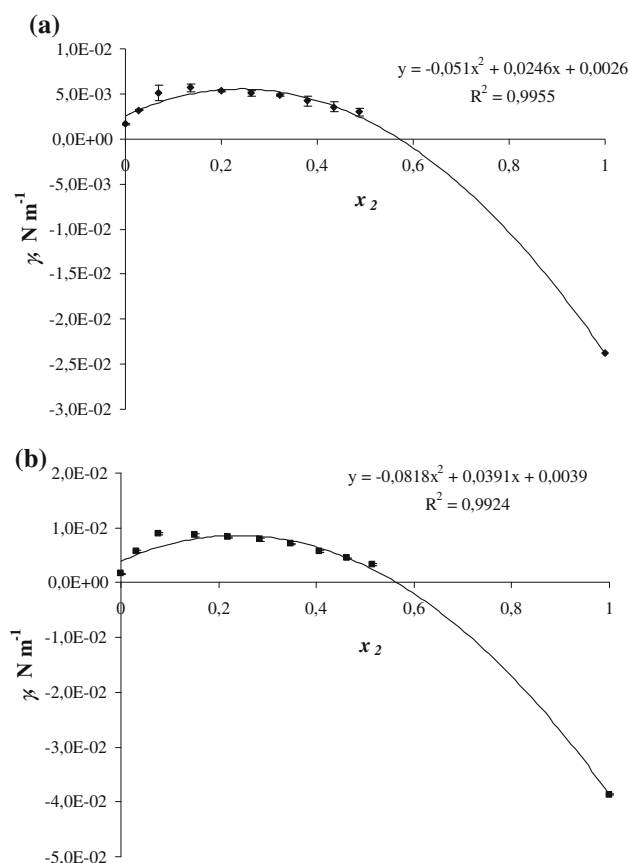 (a)
1,0E-02
5,0E-03
0,0E+00
-5,0E-03
-1,0E-02
-1,5E-02
-2,0E-02
-2,5E-02
-3,0E-02
y = -0,051x² + 0,0246x + 0,0026
R² = 0,9955
0
0,2
0,4
0,6
0,8
1
x 2
γ, N m-1
(b)
2,0E-02
1,0E-02
0,0E+00
-1,0E-02
-2,0E-02
-3,0E-02
-4,0E-02
-5,0E-02
y = -0,0818x² + 0,0391x + 0,0039
R² = 0,9924
0
0,2
0,4
0,6
0,8
1
x 2
γ, N m-1